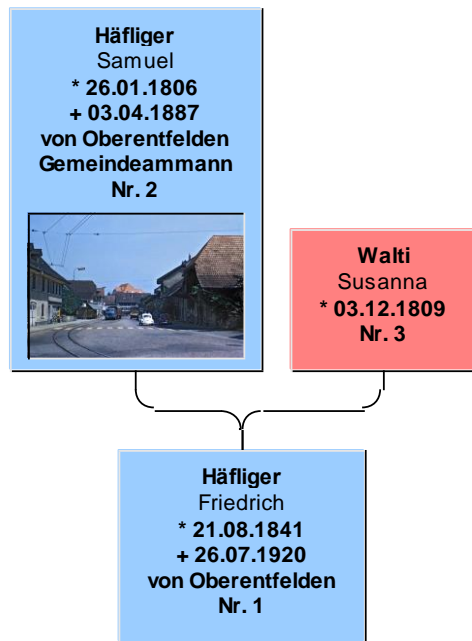 Häfliger
Samuel
* 26.01.1806
+ 03.04.1887
von Oberentfelden
Gemeindeammann
Nr. 2
Walti
Susanna
* 03.12.1809
Nr. 3
Häfliger
Friedrich
* 21.08.1841
+ 26.07.1920
von Oberentfelden
Nr. 1